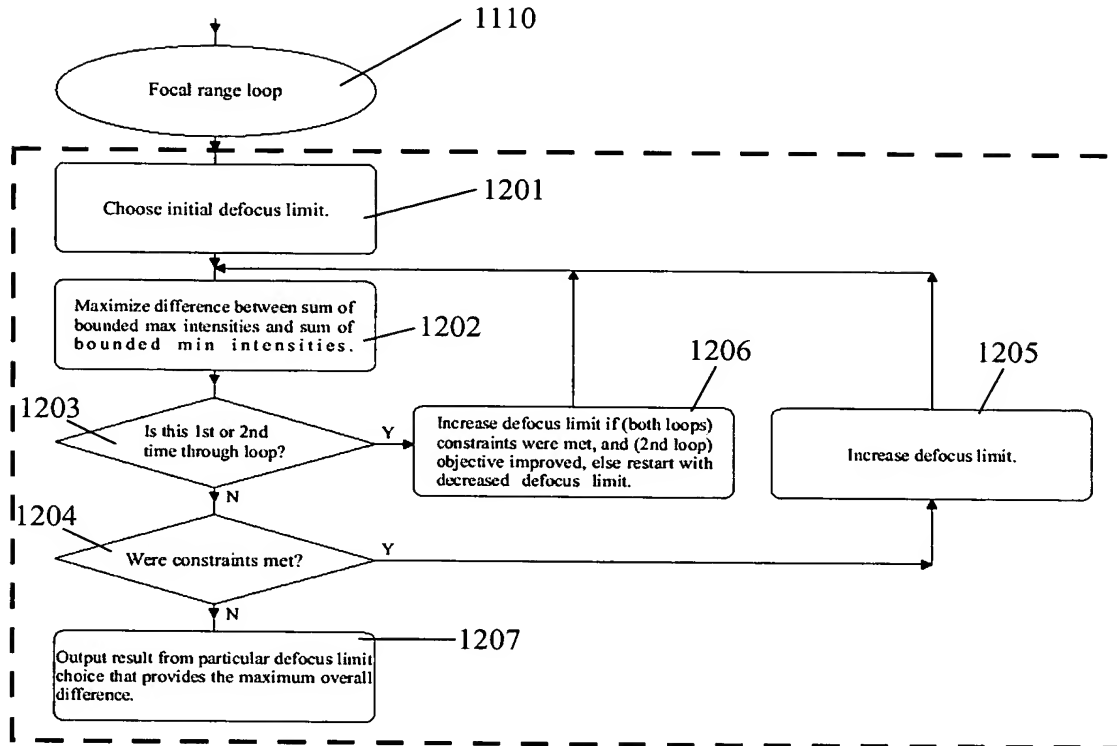 1110
Focal range loop
1201
Choose initial defocus limit.
Maximize difference between sum of
bounded max intensities and sum of
bounded min intensities.
1202
1206
1205
1203
Is this 1st or 2nd
time through loop?
Y
Increase defocus limit if (both loops)
constraints were met, and (2nd loop)
objective improved, else restart with
decreased defocus limit.
Increase defocus limit.
N
1204
Were constraints met?
Y
N
1207
Output result from particular defocus limit
choice that provides the maximum overall
difference.